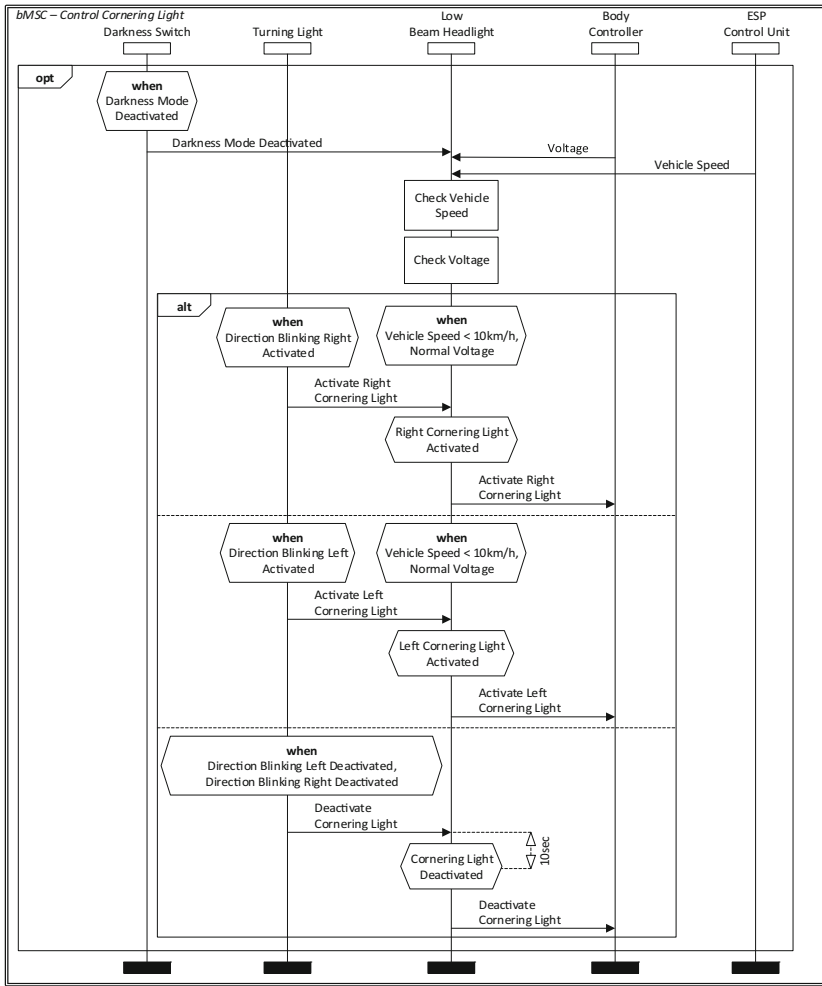 bMSC – Control Cornering Light
Darkness Switch
Turning Light
Low
Beam Headlight
Body
Controller
ESP
Control Unit
opt
when
Darkness Mode
Deactivated
Darkness Mode Deactivated
Voltage
Vehicle Speed
Check Vehicle
Speed
Check Voltage
alt
when
Direction Blinking Right
Activated
when
Vehicle Speed < 10km/h,
Normal Voltage
Activate Right
Cornering Light
Right Cornering Light
Activated
Activate Right
Cornering Light
when
Direction Blinking Left
Activated
when
Vehicle Speed < 10km/h,
Normal Voltage
Activate Left
Cornering Light
Left Cornering Light
Activated
Activate Left
Cornering Light
when
Direction Blinking Left Deactivated,
Direction Blinking Right Deactivated
Deactivate
Cornering Light
10sec
Cornering Light
Deactivated
Deactivate
Cornering Light